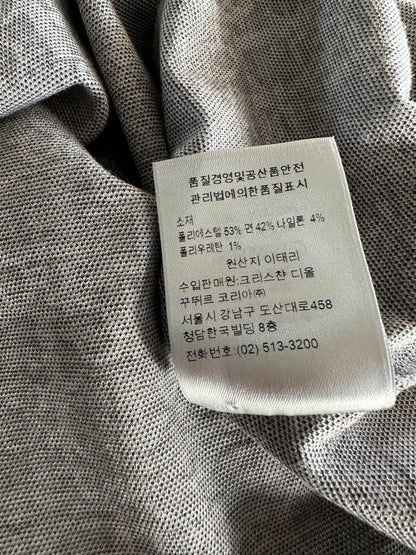 품질경영및공산품안전
관리법에의한품질표시
소재
폴리에스텔 53% 면 42% 나일론 4%
폴리우레탄 1%
원산지 이태리
수입판매원:크리스챤 디올
꾸뛰르 코리아㈜
서울시 강남구 도산대로458
청담한국빌딩 8층
전화번호:(02) 513-3200